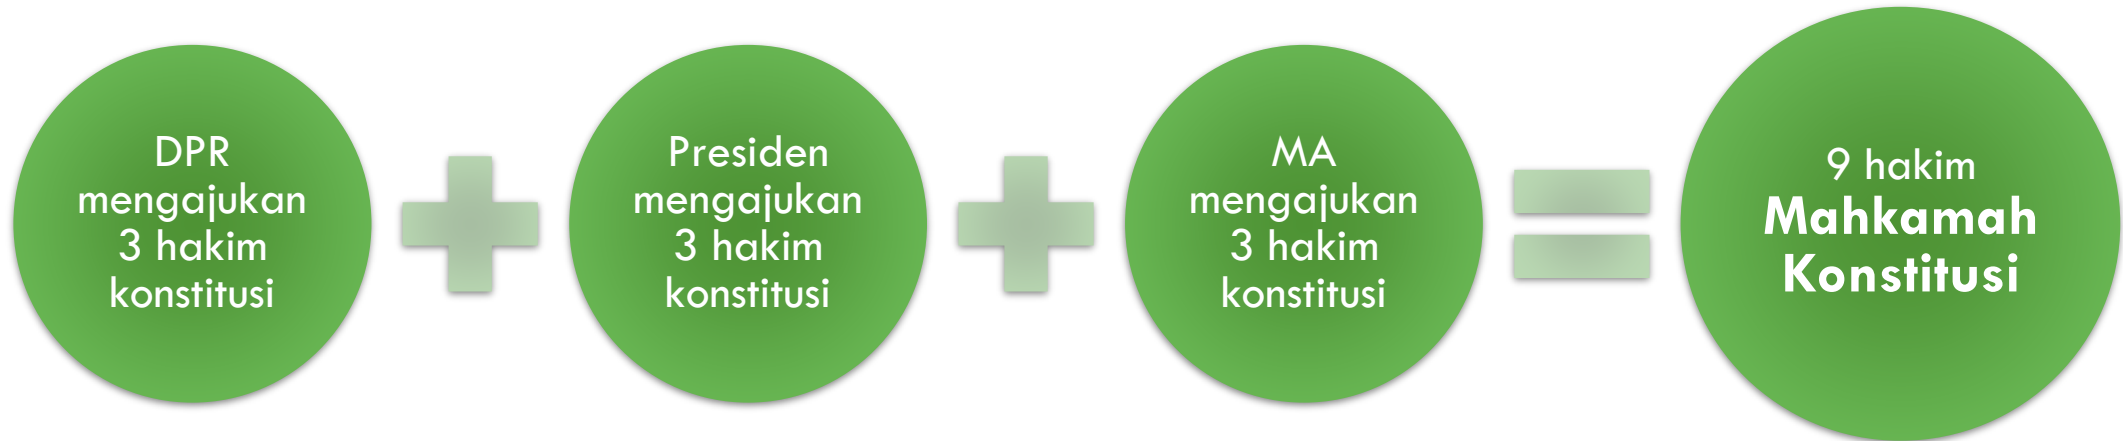 DPR
mengajukan
3 hakim
konstitusi
Presiden
mengajukan
3 hakim
konstitusi
MA
mengajukan
3 hakim
konstitusi
9 hakim
Mahkamah
Konstitusi